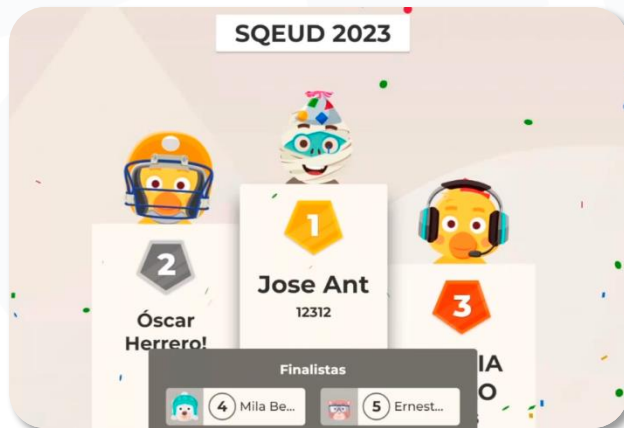 SQEUD 2023
1
Jose Ant
12312
2
Óscar
Herrero!
3
IA
O
Finalistas
4 Mila Be...
5 Ernest...